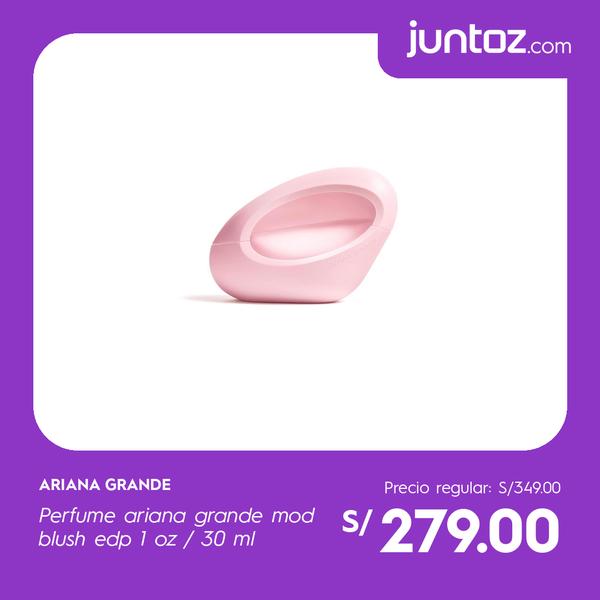 juntoz.com
ARIANA GRANDE
Perfume ariana grande mod
blush edp 1 oz / 30 ml
Precio regular: S/349.00
S/279.00